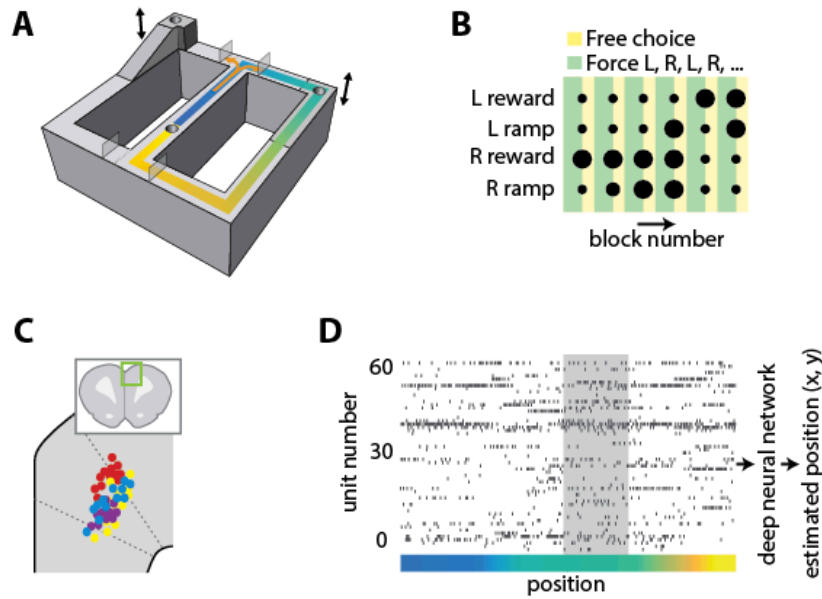 A
B
Free choice
Force L, R, L, R, ...
L reward
L ramp
R reward
R ramp
block number
C
D
60
30
0
unit number
position
deep neural network
estimated position (x, y)